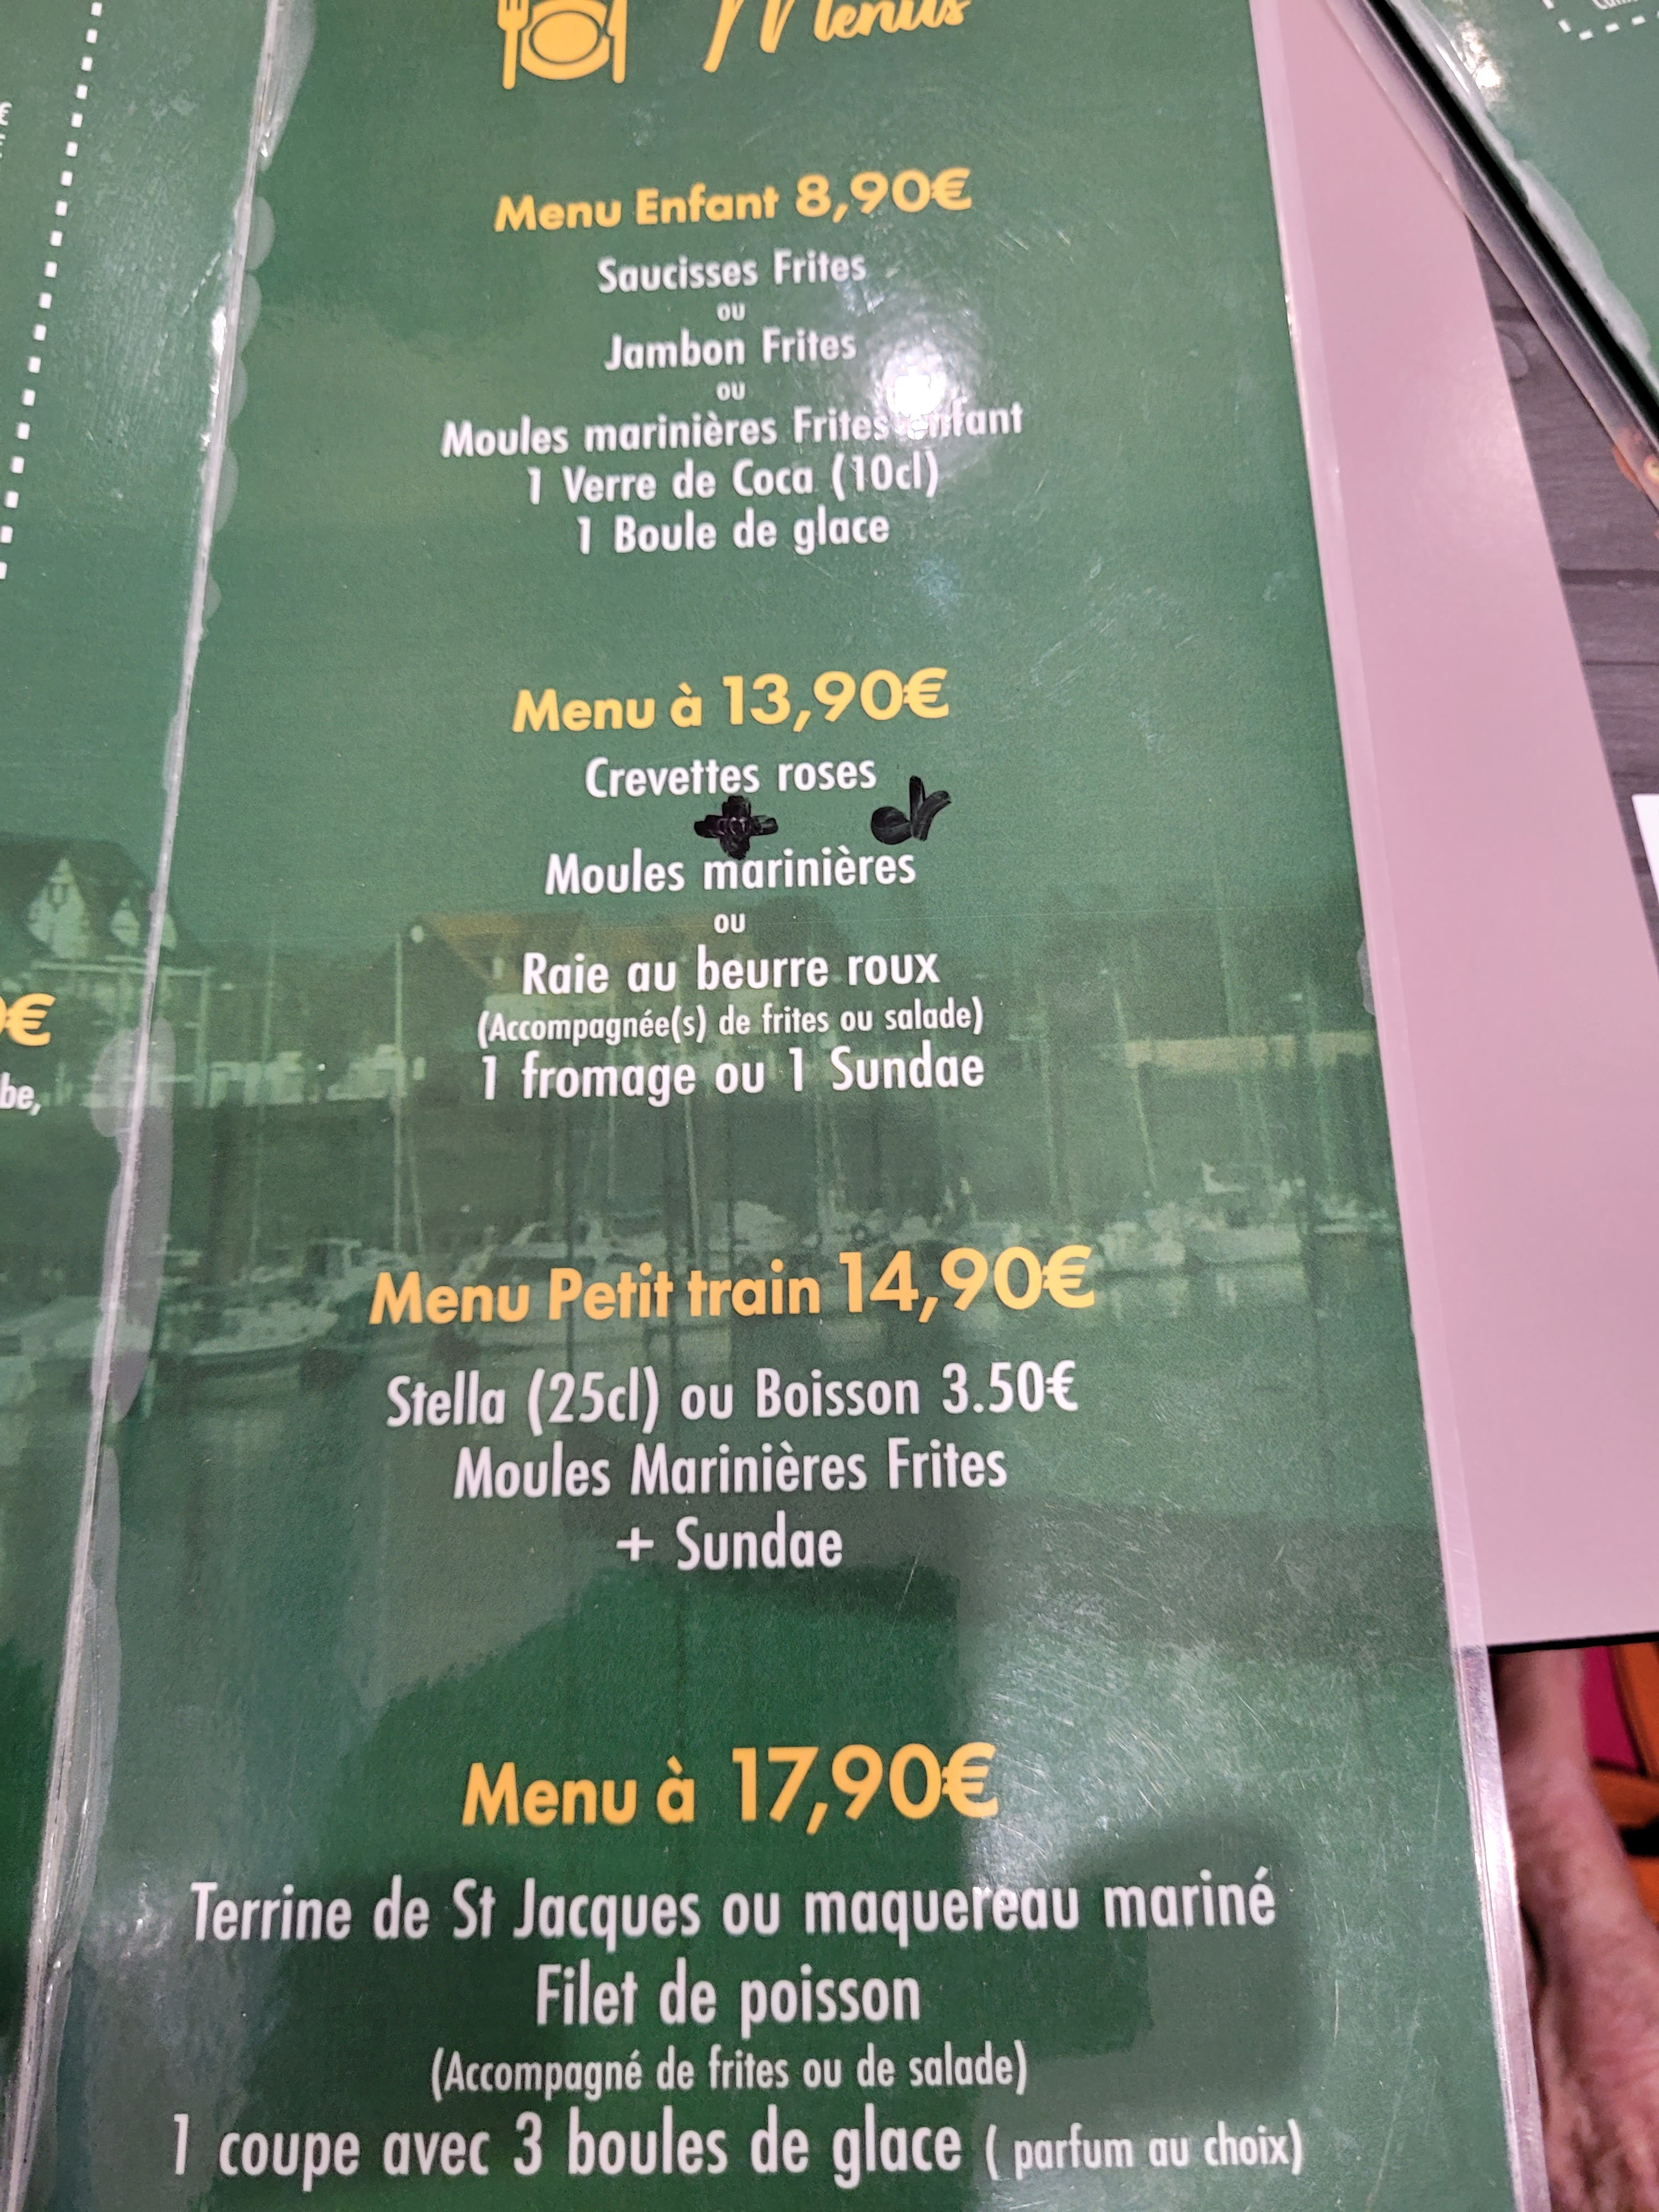 Menus
Menu Enfant 8,90€
Saucisses Frites
ou
Jambon Frites
ou
Moules marinières Frites enfant
1 Verre de Coca (10cl)
1 Boule de glace
Menu à 13,90€
Crevettes roses
Moules marinières
ou
Raie au beurre roux
(Accompagnée(s) de frites ou salade)
1 fromage ou 1 Sundae
€
be,
Menu Petit train 14,90€
Stella (25cl) ou Boisson 3.50€
Moules Marinières Frites
+ Sundae
Menu à 17,90€
Terrine de St Jacques ou maquereau mariné
Filet de poisson
(Accompagné de frites ou de salade)
1 coupe avec 3 boules de glace ( parfum au choix)